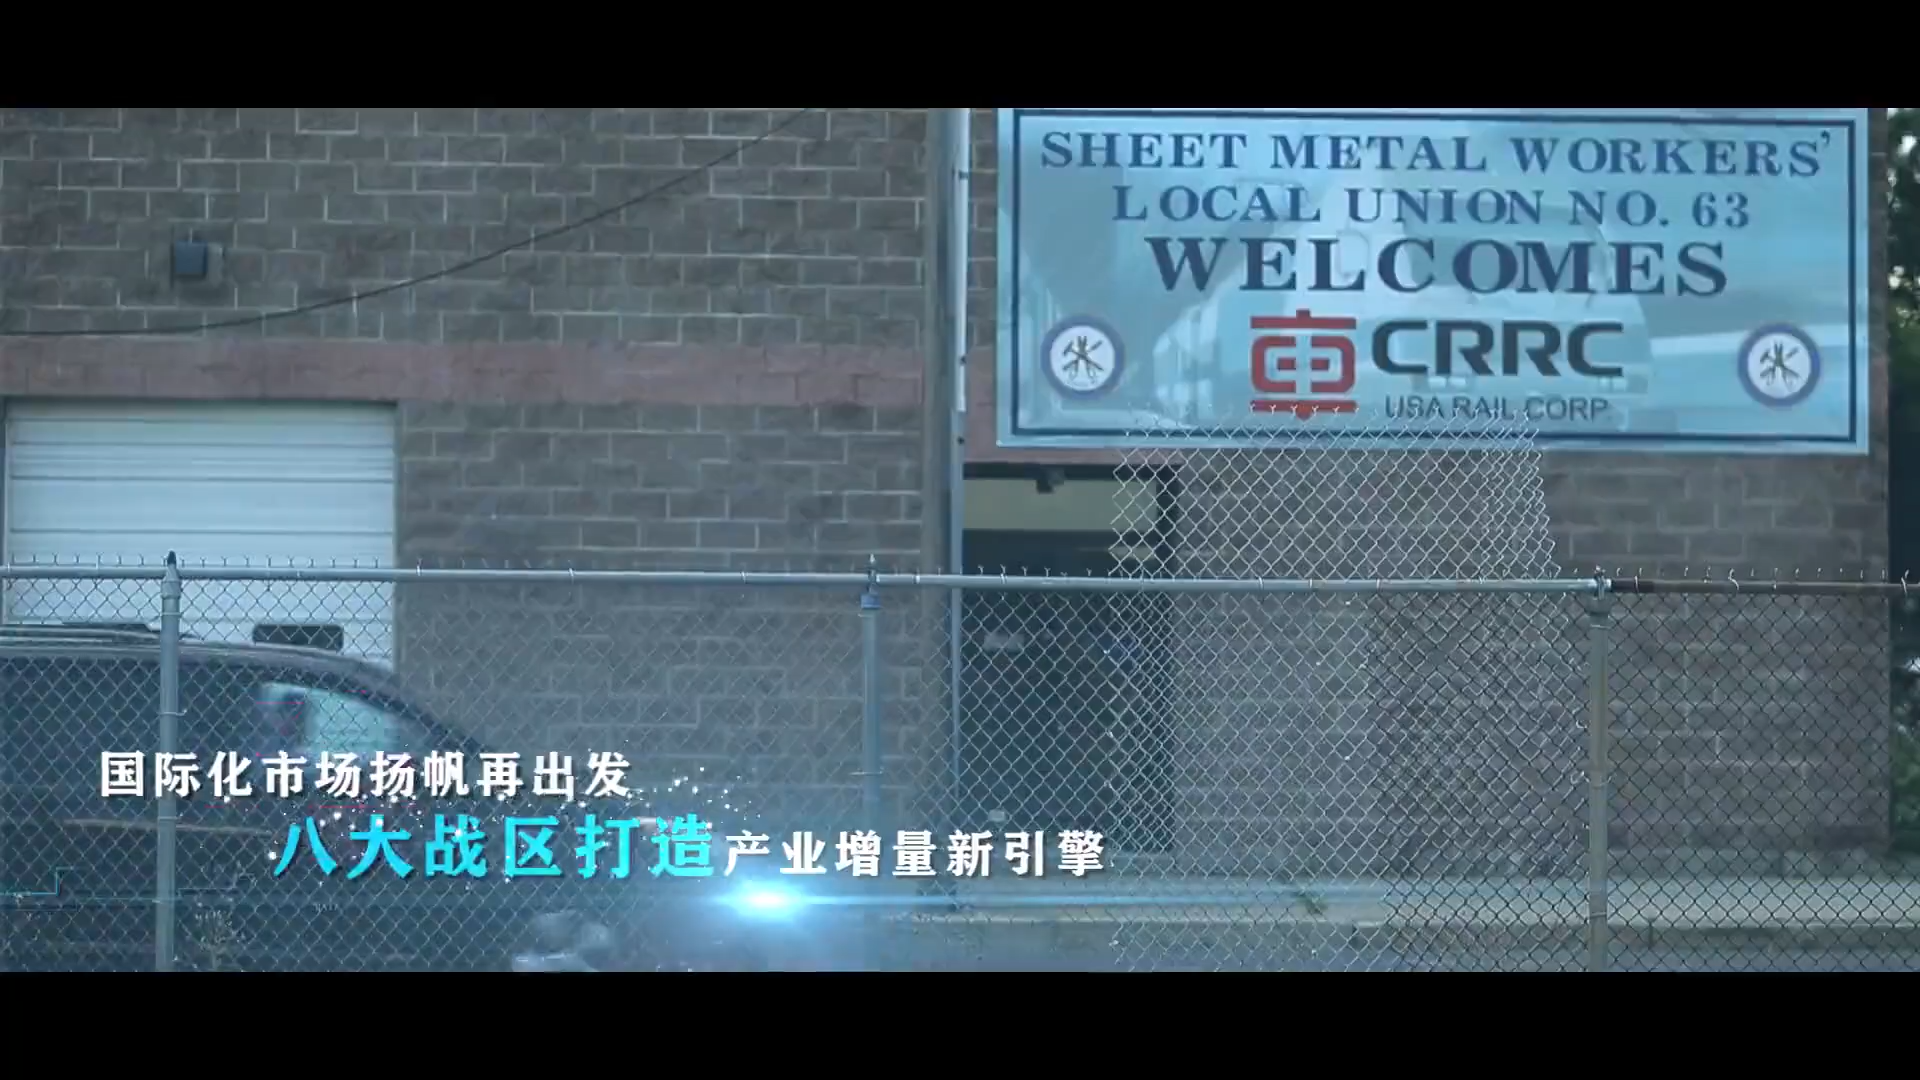 SHEET METAL WORKERS'
LOCAL UNION NO. 63
WELCOMES
CRRC
USA RAIL CORP.
国际化市场扬帆再出发
八大战区打造产业增量新引擎